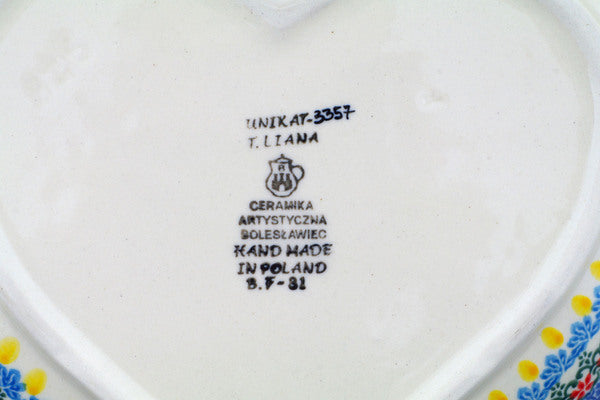 UNIKAT-3357
T.LIANA
CERAMIKA
ARTYSTYCZNA
BOLESŁAWIEC
HAND MADE
IN POLAND
B.F-81